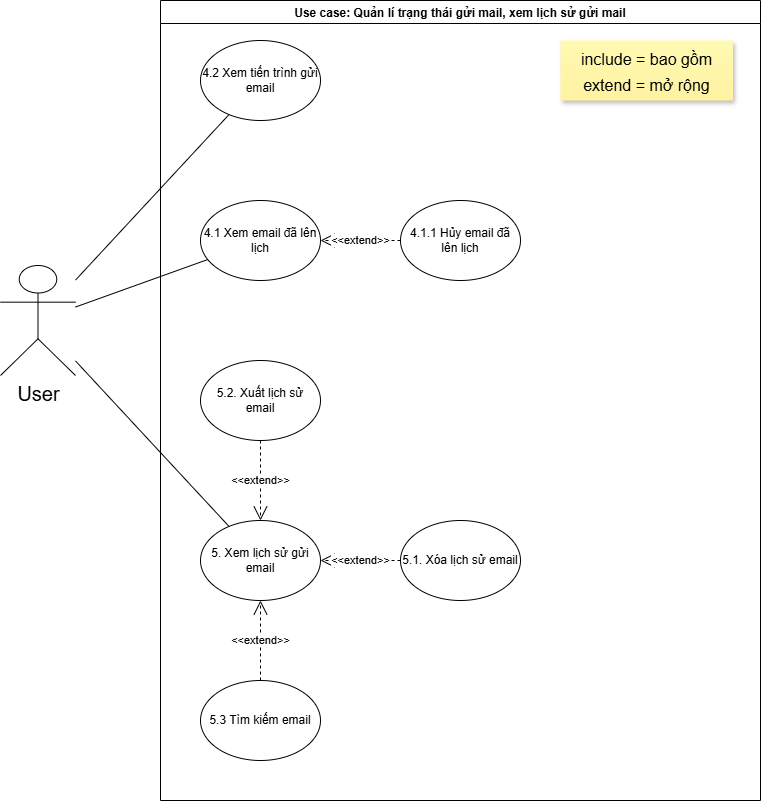 Use case: Quản lí trạng thái gửi mail, xem lịch sử gửi mail
include = bao gồm
extend = mở rộng
4.2 Xem tiến trình gửi
email
4.1 Xem email đã lên
lịch
<<extend>>
4.1.1 Hủy email đã
lên lịch
User
5.2. Xuất lịch sử
email
<<extend>>
5. Xem lịch sử gửi
email
<<extend>>
5.1. Xóa lịch sử email
<<extend>>
5.3 Tìm kiếm email